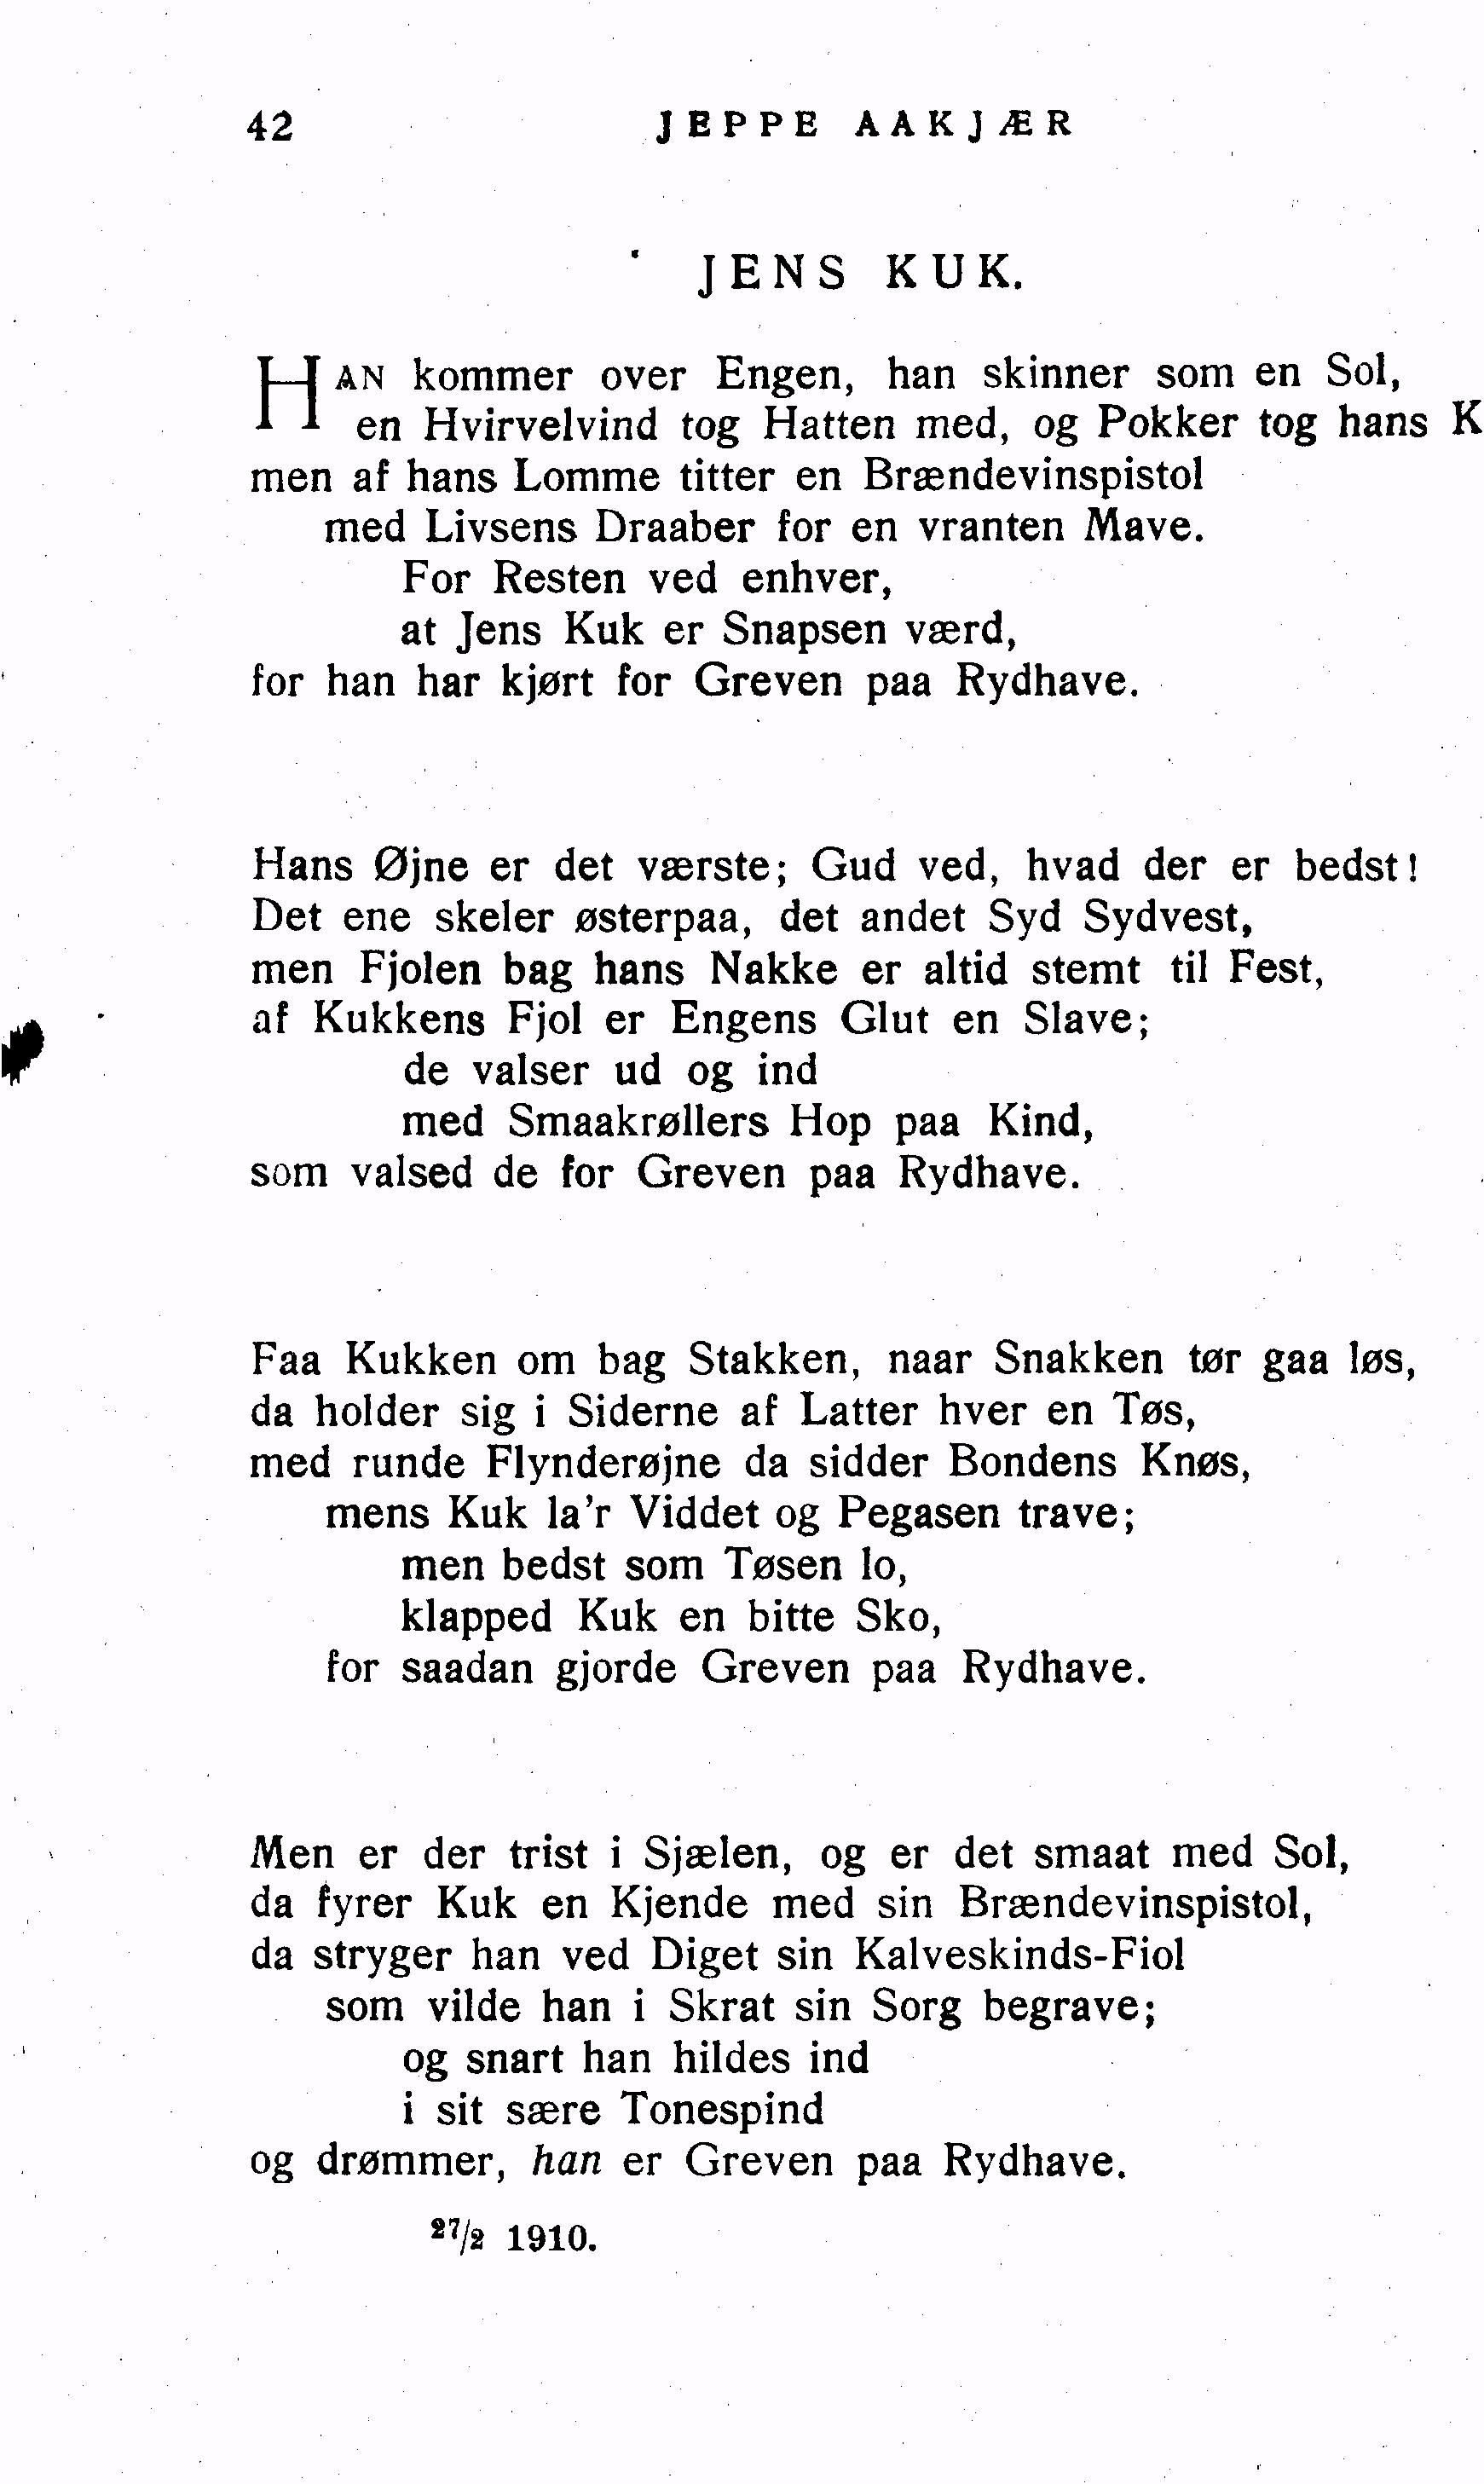 42 JEPPE AAKJÆR
JENS KUK.
HAN kommer over Engen, han skinner som en Sol,
en Hvirvelvind tog Hatten med, og Pokker tog hans K
men af hans Lomme titter en Brændevinspistol
med Livsens Draaber for en vranten Mave.
For Resten ved enhver,
at Jens Kuk er Snapsen værd,
for han har kjørt for Greven paa Rydhave.
Hans Øjne er det værste; Gud ved, hvad der er bedst!
Det ene skeler østerpaa, det andet Syd Sydvest,
men Fjolen bag hans Nakke er altid stemt til Fest,
af Kukkens Fjol er Engens Glut en Slave;
de valser ud og ind
med Smaakrøllers Hop paa Kind,
som valsed de for Greven paa Rydhave.
Faa Kukken om bag Stakken, naar Snakken tør gaa løs,
da holder sig i Siderne af Latter hver en Tøs,
med runde Flynderøjne da sidder Bondens Knøs,
mens Kuk la'r Viddet og Pegasen trave;
men bedst som Tøsen lo,
klapped Kuk en bitte Sko,
for saadan gjorde Greven paa Rydhave.
Men er der trist i Sjælen, og er det smaat med Sol,
da fyrer Kuk en Kjende med sin Brændevinspistol,
da stryger han ved Diget sin Kalveskinds-Fiol
som vilde han i Skrat sin Sorg begrave;
og snart han hildes ind
i sit sære Tonespind
og drømmer, han er Greven paa Rydhave.
27/2 1910.